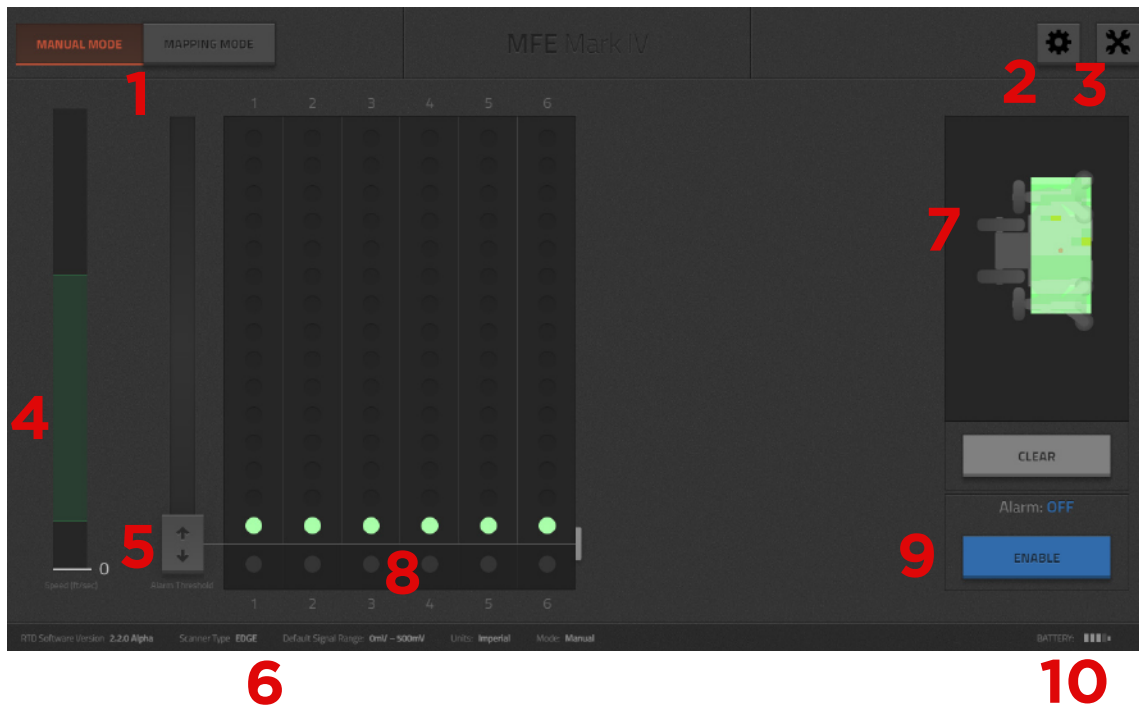 MANUAL MODE MAPPING MODE MFE Mark IV
1 2 3
1 2 3 4 5 6
7
4
CLEAR
Alarm: OFF
5 9 ENABLE
0 8
Speed (ft/sec) Alarm Threshold
1 2 3 4 5 6
RTD Software Version 2.2.0 Alpha Scanner Type EDGE Default Signal Range: 0mV – 500mV Units: Imperial Mode: Manual BATTERY:
6 10